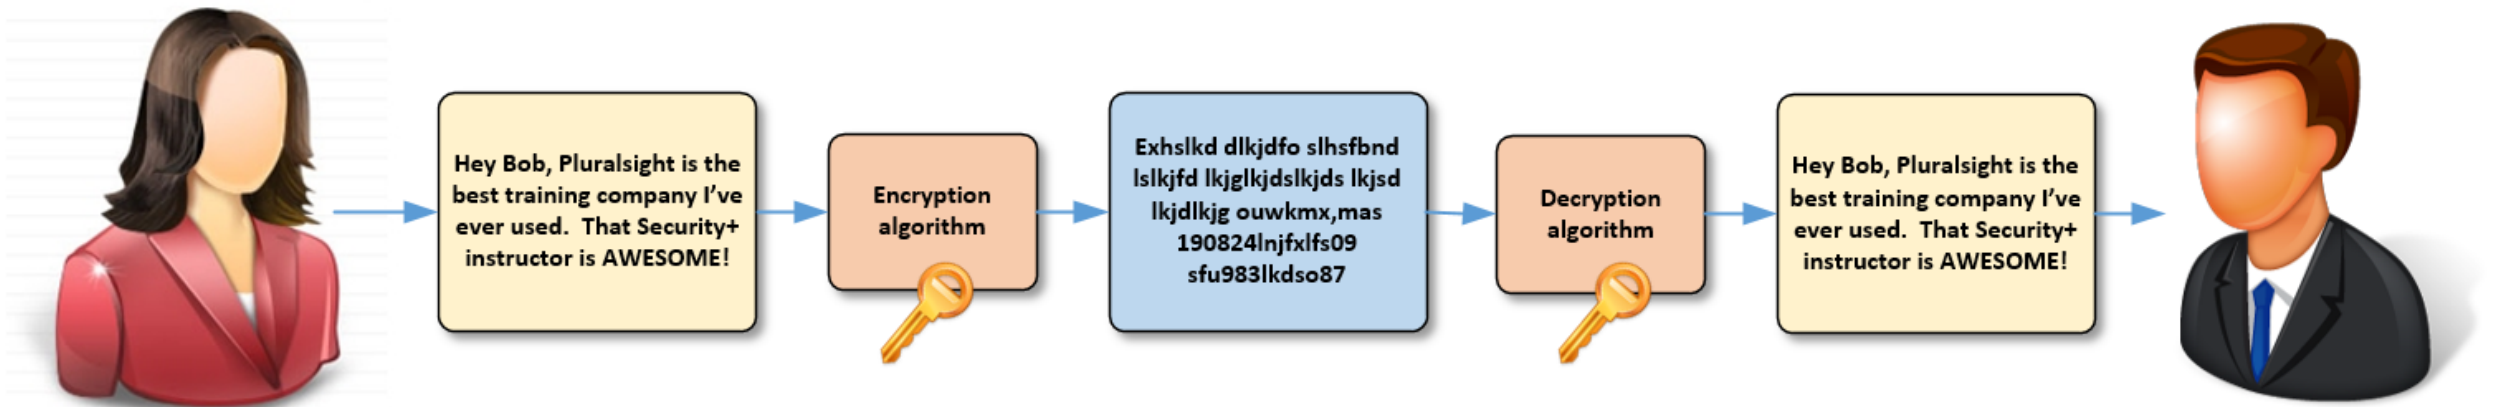 Hey Bob, Pluralsight is the
best training company I've
ever used.  That Security+
instructor is AWESOME!
Encryption
algorithm
Exhslkd dlkjdfo slhsfbnd
lslkjfd lkjglkjdslkjds lkjsd
lkjdlkjg ouwkmx,mas
190824lnjfxlfs09
sfu983lkdso87
Decryption
algorithm
Hey Bob, Pluralsight is the
best training company I've
ever used.  That Security+
instructor is AWESOME!